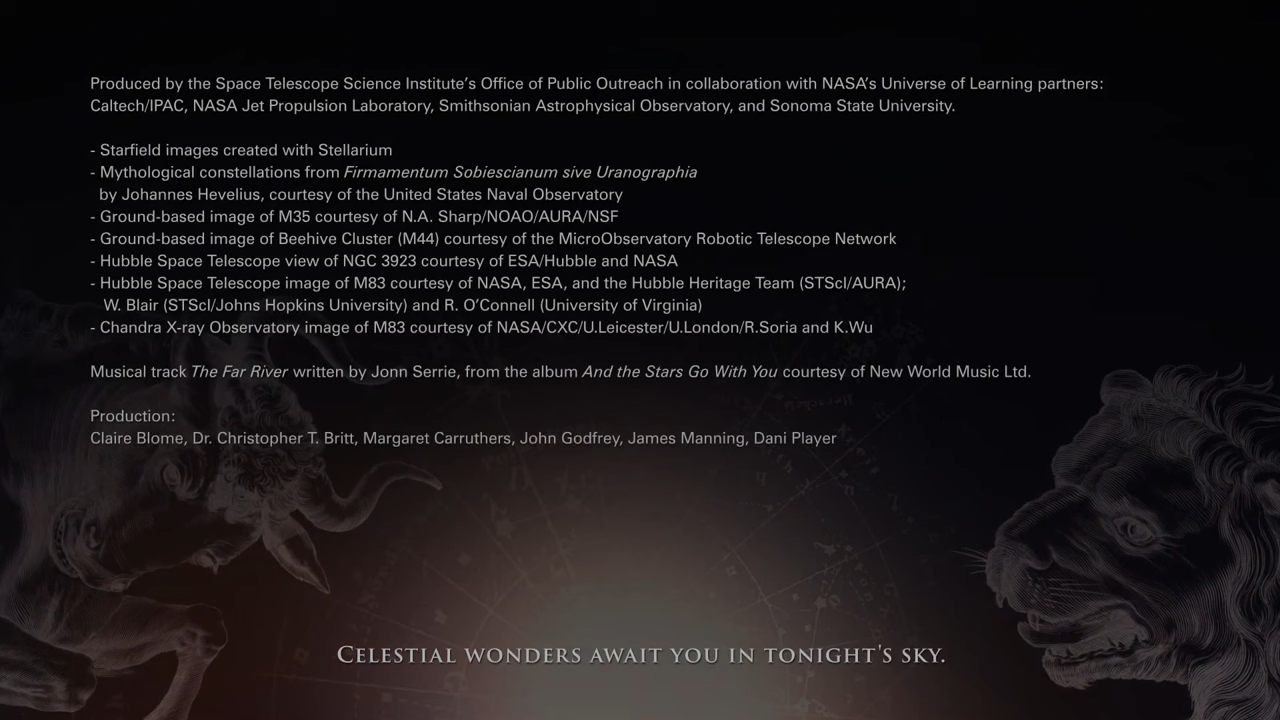 Produced by the Space Telescope Science Institute's Office of Public Outreach in collaboration with NASA's Universe of Learning partners:
Caltech/IPAC, NASA Jet Propulsion Laboratory, Smithsonian Astrophysical Observatory, and Sonoma State University.
- Starfield images created with Stellarium
- Mythological constellations from Firmamentum Sobiescianum sive Uranographia
by Johannes Hevelius, courtesy of the United States Naval Observatory
- Ground-based image of M35 courtesy of N.A. Sharp/NOAO/AURA/NSF
- Ground-based image of Beehive Cluster (M44) courtesy of the MicroObservatory Robotic Telescope Network
- Hubble Space Telescope view of NGC 3923 courtesy of ESA/Hubble and NASA
- Hubble Space Telescope image of M83 courtesy of NASA, ESA, and the Hubble Heritage Team (STScI/AURA);
W. Blair (STScI/Johns Hopkins University) and R. O'Connell (University of Virginia)
- Chandra X-ray Observatory image of M83 courtesy of NASA/CXC/U.Leicester/U.London/R.Soria and K.Wu
Musical track The Far River written by Jonn Serrie, from the album And the Stars Go With You courtesy of New World Music Ltd.
Production:
Claire Blome, Dr. Christopher T. Britt, Margaret Carruthers, John Godfrey, James Manning, Dani Player
Celestial wonders await you in tonight's sky.